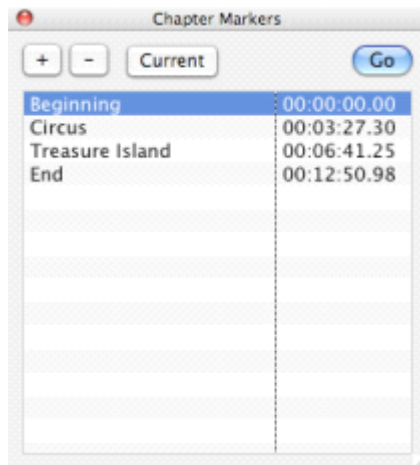 Chapter Markers
+ - Current Go
Beginning 00:00:00.00
Circus 00:03:27.30
Treasure Island 00:06:41.25
End 00:12:50.98